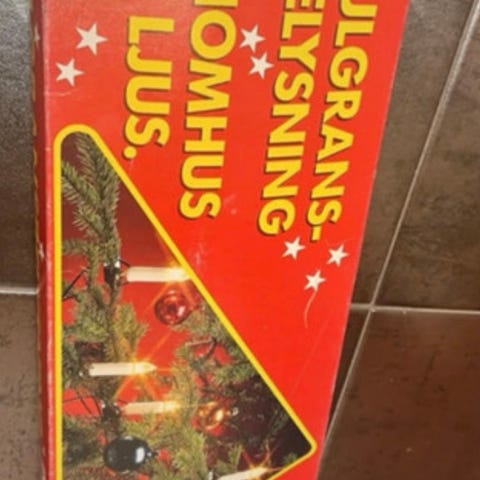 ULGRANS-
ELYSNING
OMHUS
LJUS.